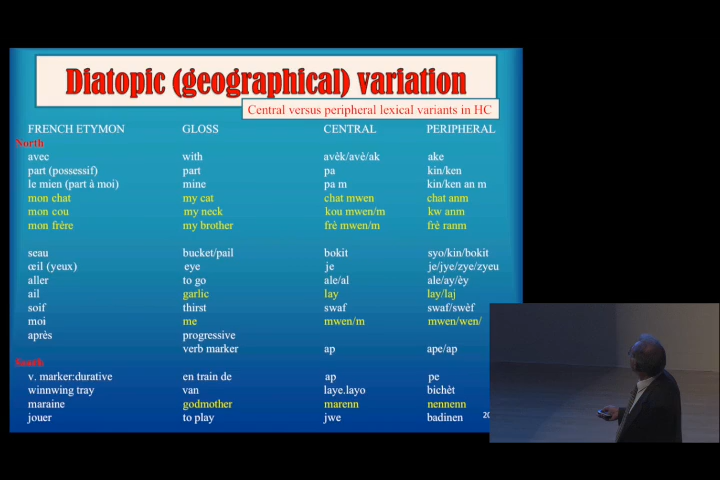 Diatopic (geographical) variation
Central versus peripheral lexical variants in HC
FRENCH ETYMON GLOSS CENTRAL PERIPHERAL
North
avec with avèk/avè/ak ake
part (possessif) part pa kin/ken
le mien (part à moi) mine pa m kin/ken an m
mon chat my cat chat mwen chat anm
mon cou my neck kou mwen/m kw anm
mon frère my brother frè mwen/m frè ranm
seau bucket/pail bokit syo/kin/bokit
œil (yeux) eye je je/jye/zye/zyeu
aller to go ale/al ale/ay/èy
ail garlic lay lay/laj
soif thirst swaf swaf/swèf
moi me mwen/m mwen/wen/
après progressive
verb marker ap ape/ap
South
v. marker:durative en train de ap pe
winnwing tray van laye.layo bichèt
maraine godmother marenn nennenn
jouer to play jwe badinen